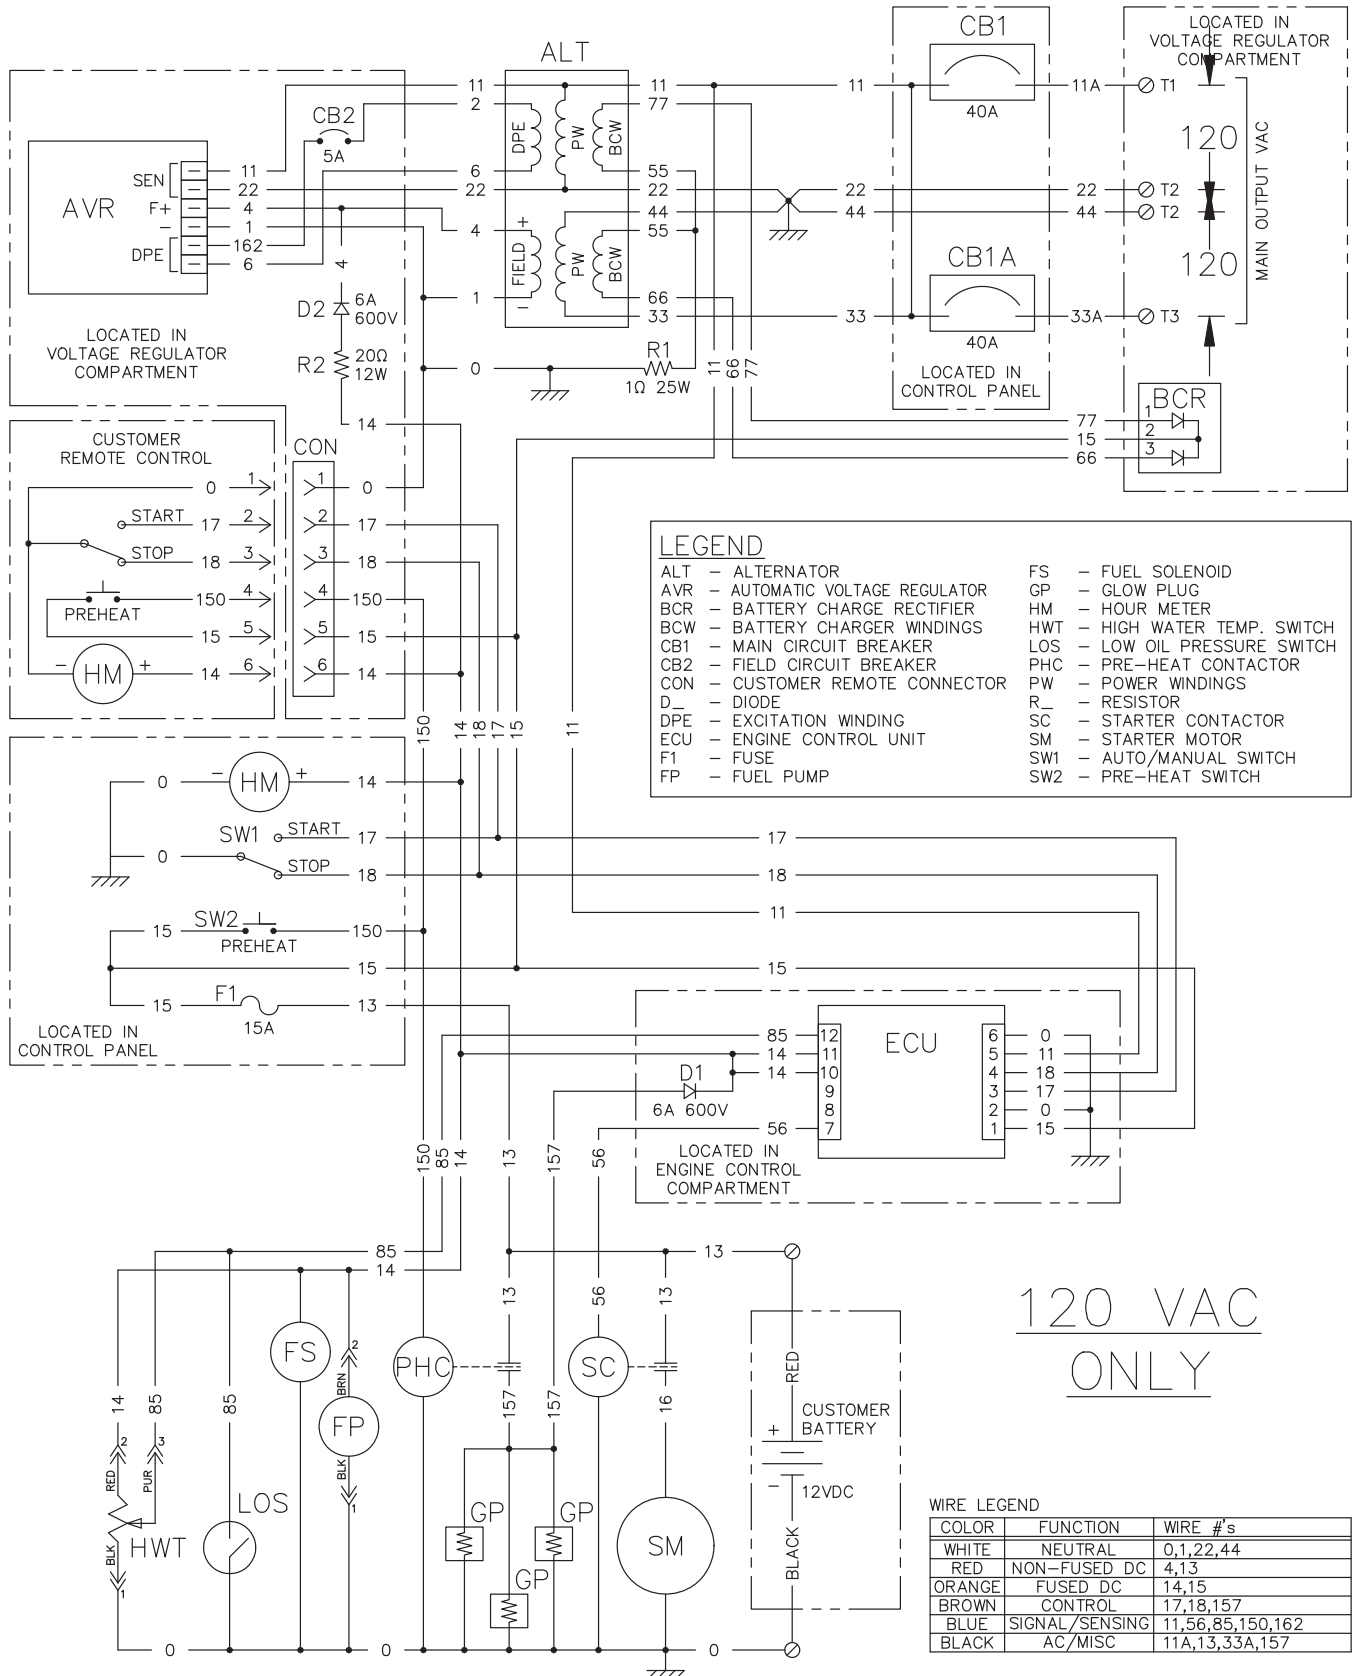 ALT
CB1
LOCATED IN
VOLTAGE REGULATOR
COMPARTMENT
11
2
11
77
11
40A
11A
T1
CB2
5A
DPE
PW
BCW
120
AVR
SEN
11
22
F+
4
−
1
DPE
162
6
6
22
55
22
44
22
44
22
44
T2
T2
MAIN OUTPUT VAC
4
4
+
FIELD
−
PW
BCW
55
CB1A
120
1
66
33
33
40A
33A
T3
D2
6A
600V
R2
20Ω
12W
LOCATED IN
VOLTAGE REGULATOR
COMPARTMENT
0
R1
1Ω 25W
11
66
77
LOCATED IN
CONTROL PANEL
BCR
14
77
1
15
2
66
3
CUSTOMER
REMOTE CONTROL
CON
0
1
1
0
START
17
2
2
17
STOP
18
3
3
18
PREHEAT
150
4
4
150
15
5
5
15
−
HM
+
14
6
6
14
LEGEND
ALT − ALTERNATOR
AVR − AUTOMATIC VOLTAGE REGULATOR
BCR − BATTERY CHARGE RECTIFIER
BCW − BATTERY CHARGER WINDINGS
CB1 − MAIN CIRCUIT BREAKER
CB2 − FIELD CIRCUIT BREAKER
CON − CUSTOMER REMOTE CONNECTOR
D_ − DIODE
DPE − EXCITATION WINDING
ECU − ENGINE CONTROL UNIT
F1 − FUSE
FP − FUEL PUMP
FS − FUEL SOLENOID
GP − GLOW PLUG
HM − HOUR METER
HWT − HIGH WATER TEMP. SWITCH
LOS − LOW OIL PRESSURE SWITCH
PHC − PRE−HEAT CONTACTOR
PW − POWER WINDINGS
R_ − RESISTOR
SC − STARTER CONTACTOR
SM − STARTER MOTOR
SW1 − AUTO/MANUAL SWITCH
SW2 − PRE−HEAT SWITCH
150
14
18
17
15
11
0
−
HM
+
14
SW1
START
17
17
0
STOP
18
18
11
15
SW2
PREHEAT
150
15
15
15
F1
15A
13
LOCATED IN
CONTROL PANEL
85
12
ECU
6
0
14
11
5
11
14
10
4
18
D1
6A 600V
9
3
17
8
2
0
56
7
1
15
LOCATED IN
ENGINE CONTROL
COMPARTMENT
150
85
14
13
157
56
85
14
13
13
56
13
FS
PHC
SC
RED
120 VAC
ONLY
14
85
85
2
BRN
FP
BLK
1
157
157
16
CUSTOMER
BATTERY
+
−
12VDC
BLACK
2
3
RED
PUR
HWT
BLK
1
LOS
GP
GP
GP
SM
0
0
0
WIRE LEGEND
COLOR FUNCTION WIRE #'s
WHITE NEUTRAL 0,1,22,44
RED NON−FUSED DC 4,13
ORANGE FUSED DC 14,15
BROWN CONTROL 17,18,157
BLUE SIGNAL/SENSING 11,56,85,150,162
BLACK AC/MISC 11A,13,33A,157